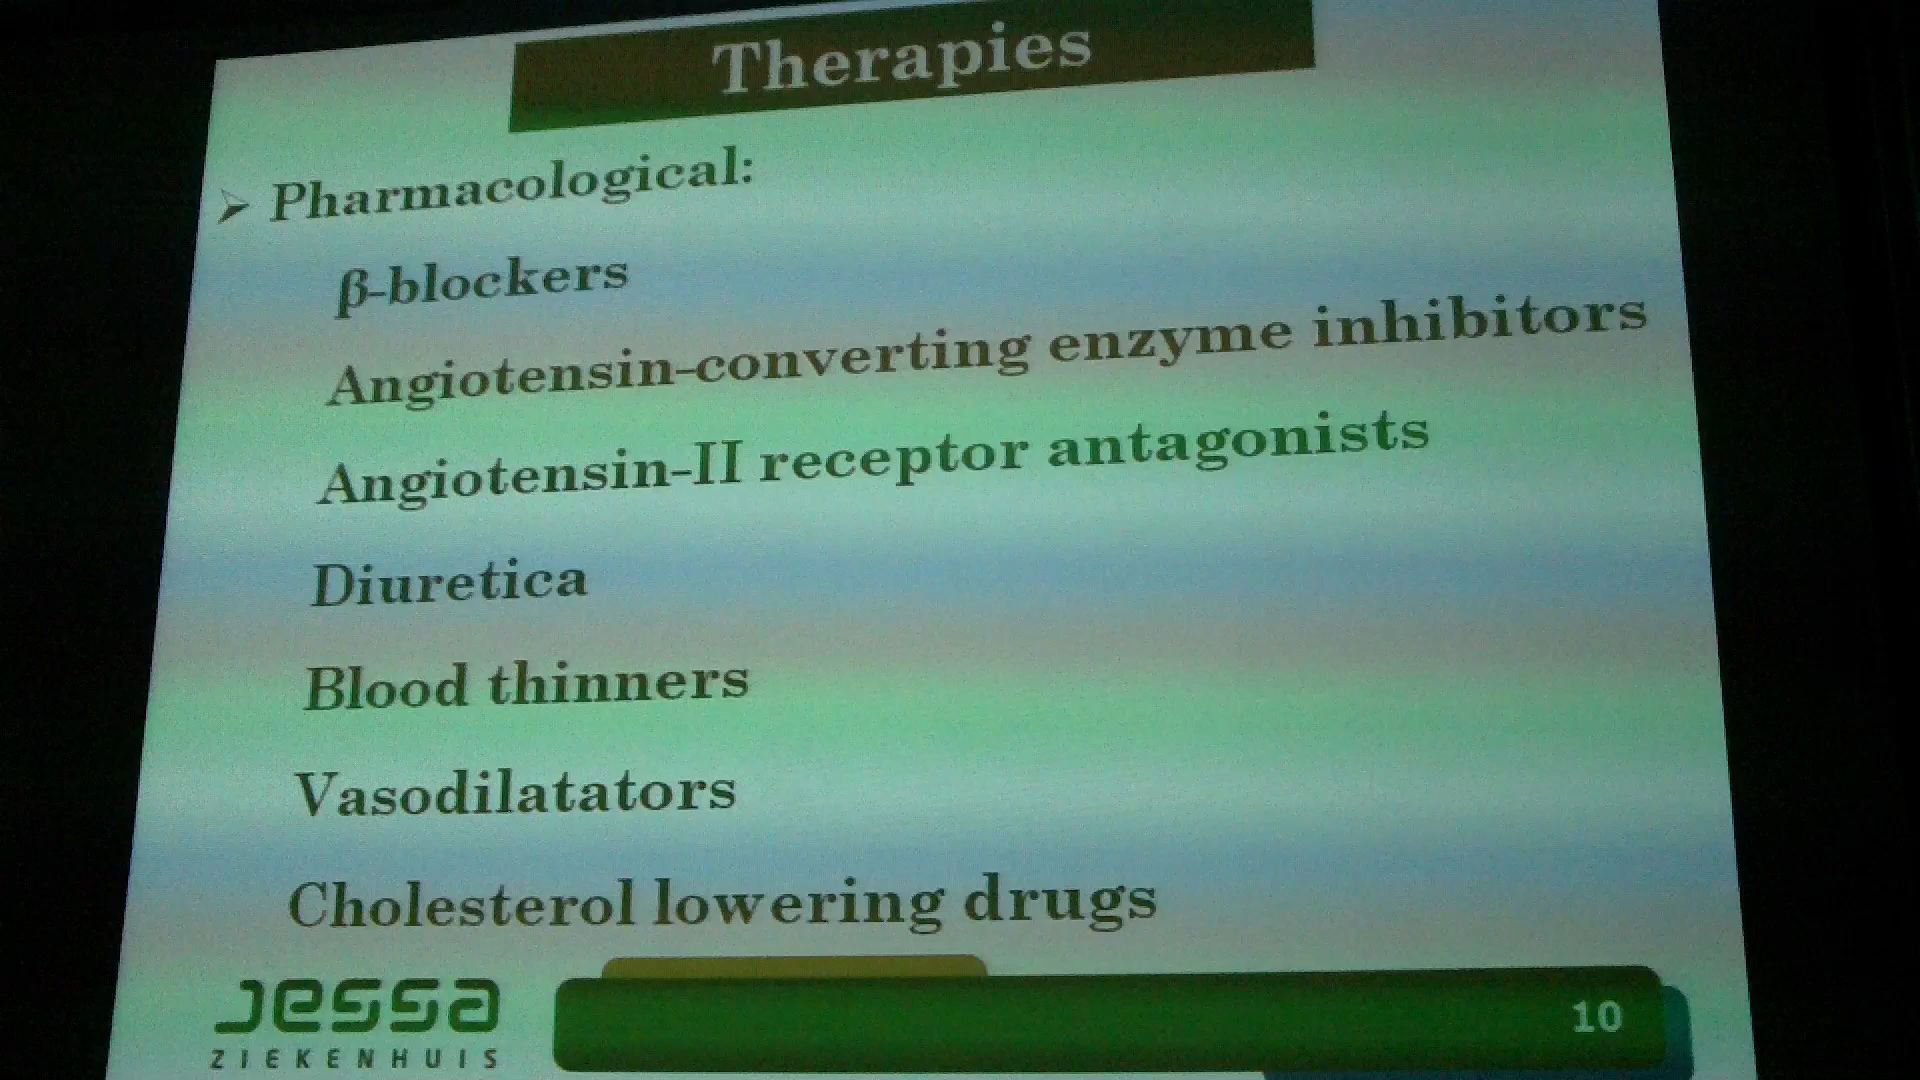 Therapies
➢ Pharmacological:
β-blockers
Angiotensin-converting enzyme inhibitors
Angiotensin-II receptor antagonists
Diuretica
Blood thinners
Vasodilatators
Cholesterol lowering drugs
Jessa
ZIEKENHUIS
10